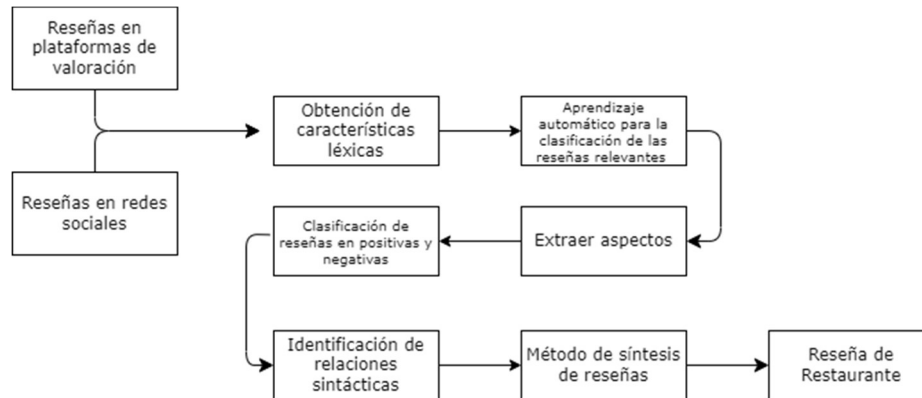 Reseñas en
plataformas de
valoración
Reseñas en redes
sociales
Obtención de
características
léxicas
Aprendizaje
automático para la
clasificación de las
reseñas relevantes
Extraer aspectos
Clasificación de
reseñas en positivas y
negativas
Identificación de
relaciones
sintácticas
Método de síntesis
de reseñas
Reseña de
Restaurante